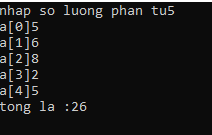 nhap so luong phan tu5
a[0]5
a[1]6
a[2]8
a[3]2
a[4]5
tong la :26